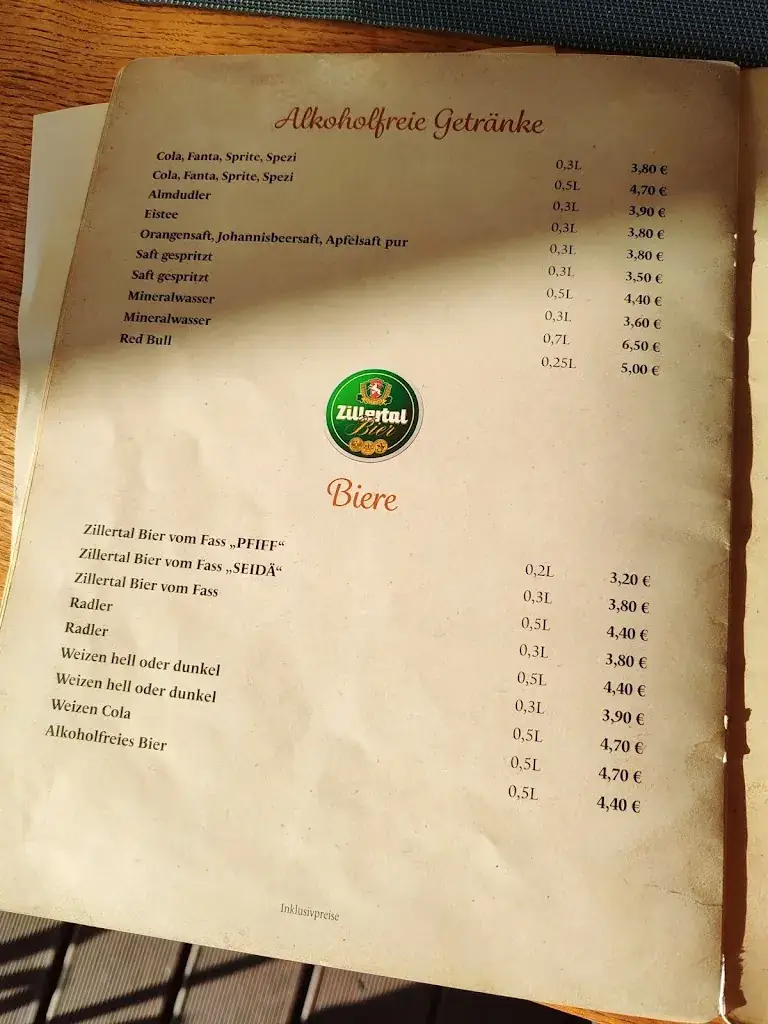 Alkoholfreie Getränke
Cola, Fanta, Sprite, Spezi 0,3L 3,80 €
Cola, Fanta, Sprite, Spezi 0,5L 4,70 €
Almdudler 0,3L 3,90 €
Eistee 0,3L 3,80 €
Orangensaft, Johannisbeersaft, Apfelsaft pur 0,3L 3,80 €
Saft gespritzt 0,3L 3,50 €
Saft gespritzt 0,5L 4,40 €
Mineralwasser 0,3L 3,60 €
Mineralwasser 0,7L 6,50 €
Red Bull 0,25L 5,00 €
Zillertal
Bier
Biere
Zillertal Bier vom Fass „PFIFF“ 0,2L 3,20 €
Zillertal Bier vom Fass „SEIDÄ“ 0,3L 3,80 €
Zillertal Bier vom Fass 0,5L 4,40 €
Radler 0,3L 3,80 €
Radler 0,5L 4,40 €
Weizen hell oder dunkel 0,3L 3,90 €
Weizen hell oder dunkel 0,5L 4,70 €
Weizen Cola 0,5L 4,70 €
Alkoholfreies Bier 0,5L 4,40 €
Inklusivpreise